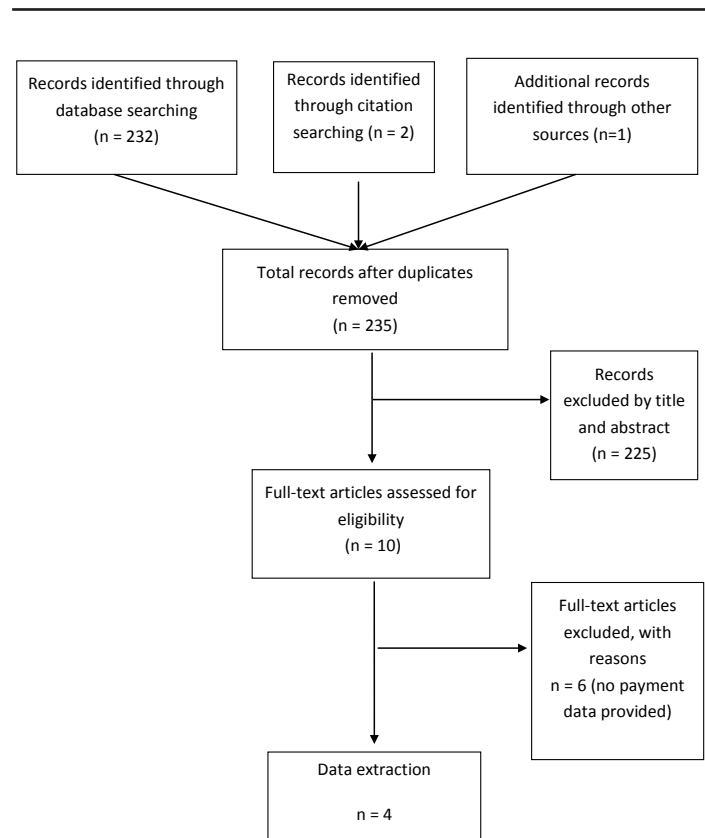 Records identified through
database searching
(n = 232)
Records identified
through citation
searching (n = 2)
Additional records
identified through other
sources (n=1)
Total records after duplicates
removed
(n = 235)
Records
excluded by title
and abstract
(n = 225)
Full-text articles assessed for
eligibility
(n = 10)
Full-text articles
excluded, with
reasons
n = 6 (no payment
data provided)
Data extraction
n = 4